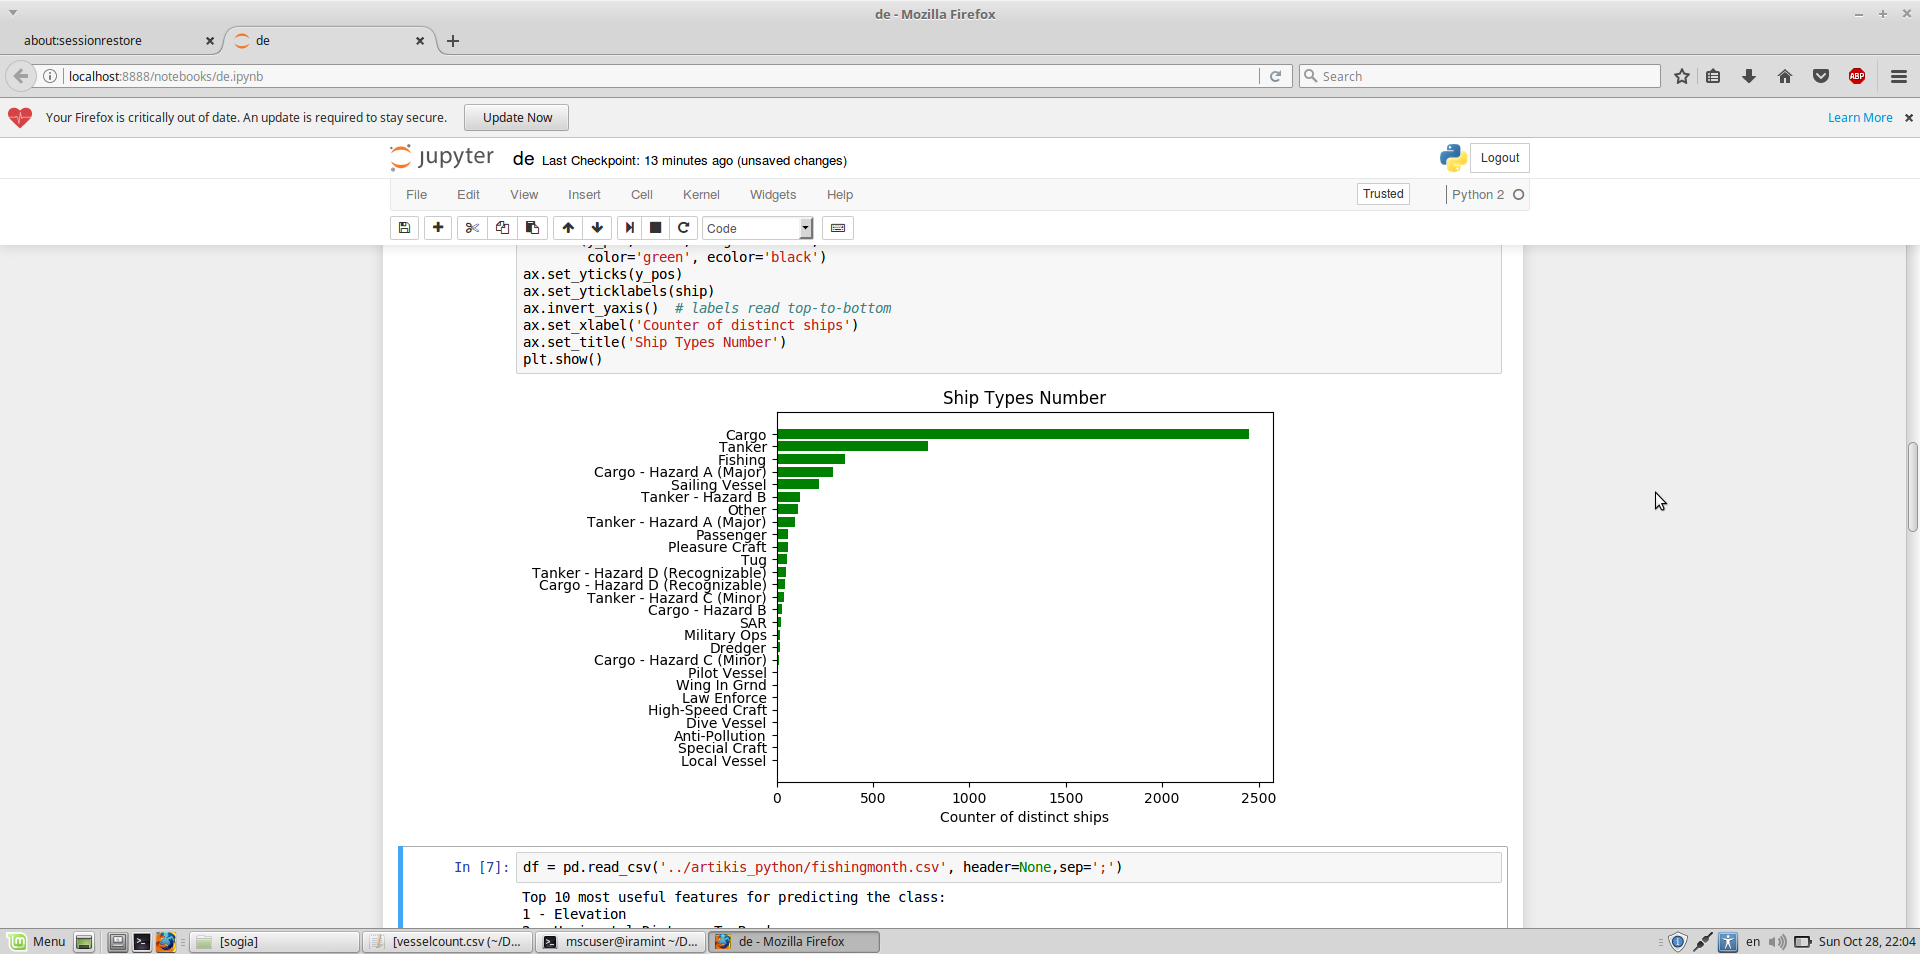 de - Mozilla Firefox
about:sessionrestore
de
localhost:8888/notebooks/de.ipynb
Search
ABP
Your Firefox is critically out of date. An update is required to stay secure.
Update Now
Learn More
jupyter
de
Last Checkpoint: 13 minutes ago (unsaved changes)
Logout
File
Edit
View
Insert
Cell
Kernel
Widgets
Help
Trusted
Python 2
Code
color='green', ecolor='black')
ax.set_yticks(y_pos)
ax.set_yticklabels(ship)
ax.invert_yaxis()  # labels read top-to-bottom
ax.set_xlabel('Counter of distinct ships')
ax.set_title('Ship Types Number')
plt.show()
Ship Types Number
Cargo
Tanker
Fishing
Cargo - Hazard A (Major)
Sailing Vessel
Tanker - Hazard B
Other
Tanker - Hazard A (Major)
Passenger
Pleasure Craft
Tug
Tanker - Hazard D (Recognizable)
Cargo - Hazard D (Recognizable)
Tanker - Hazard C (Minor)
Cargo - Hazard B
SAR
Military Ops
Dredger
Cargo - Hazard C (Minor)
Pilot Vessel
Wing In Grnd
Law Enforce
High-Speed Craft
Dive Vessel
Anti-Pollution
Special Craft
Local Vessel
0 500 1000 1500 2000 2500
Counter of distinct ships
In [7]:
df = pd.read_csv('../artikis_python/fishingmonth.csv', header=None,sep=';')
Top 10 most useful features for predicting the class:
1 - Elevation
Menu
[sogia]
[vesselcount.csv (~/D...
mscuser@iramint ~/D...
de - Mozilla Firefox
en
Sun Oct 28, 22:04